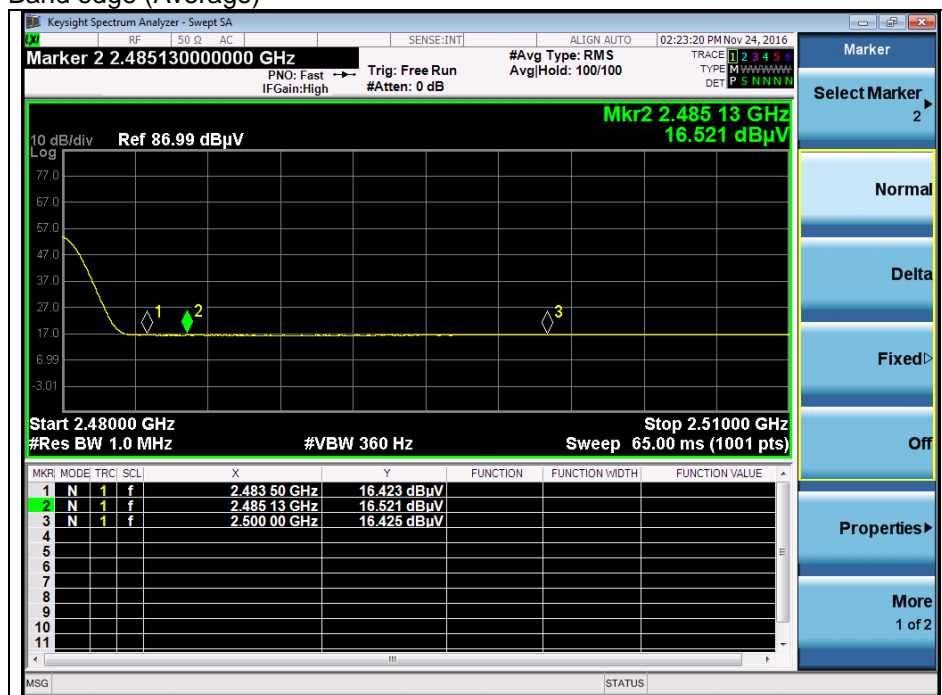 Band edge (Average)
Keysight Spectrum Analyzer - Swept SA
LXI RF 50 Ω AC SENSE:INT ALIGN AUTO 02:23:20 PM Nov 24, 2016
Marker 2 2.485130000000 GHz
PNO: Fast
IFGain:High
Trig: Free Run
#Atten: 0 dB
#Avg Type: RMS
Avg|Hold: 100/100
TRACE 1 2 3 4 5 6
TYPE M WWWWW
DET P S N N N N
Mkr2 2.485 13 GHz
16.521 dBµV
10 dB/div Ref 86.99 dBµV
Log
77.0
67.0
57.0
47.0
37.0
27.0
17.0
6.99
-3.01
1
2
3
Start 2.48000 GHz Stop 2.51000 GHz
#Res BW 1.0 MHz #VBW 360 Hz Sweep 65.00 ms (1001 pts)
MKR MODE TRC SCL X Y FUNCTION FUNCTION WIDTH FUNCTION VALUE
1 N 1 f 2.483 50 GHz 16.423 dBµV
2 N 1 f 2.485 13 GHz 16.521 dBµV
3 N 1 f 2.500 00 GHz 16.425 dBµV
4
5
6
7
8
9
10
11
MSG STATUS
Marker
Select Marker
2
Normal
Delta
Fixed
Off
Properties
More
1 of 2